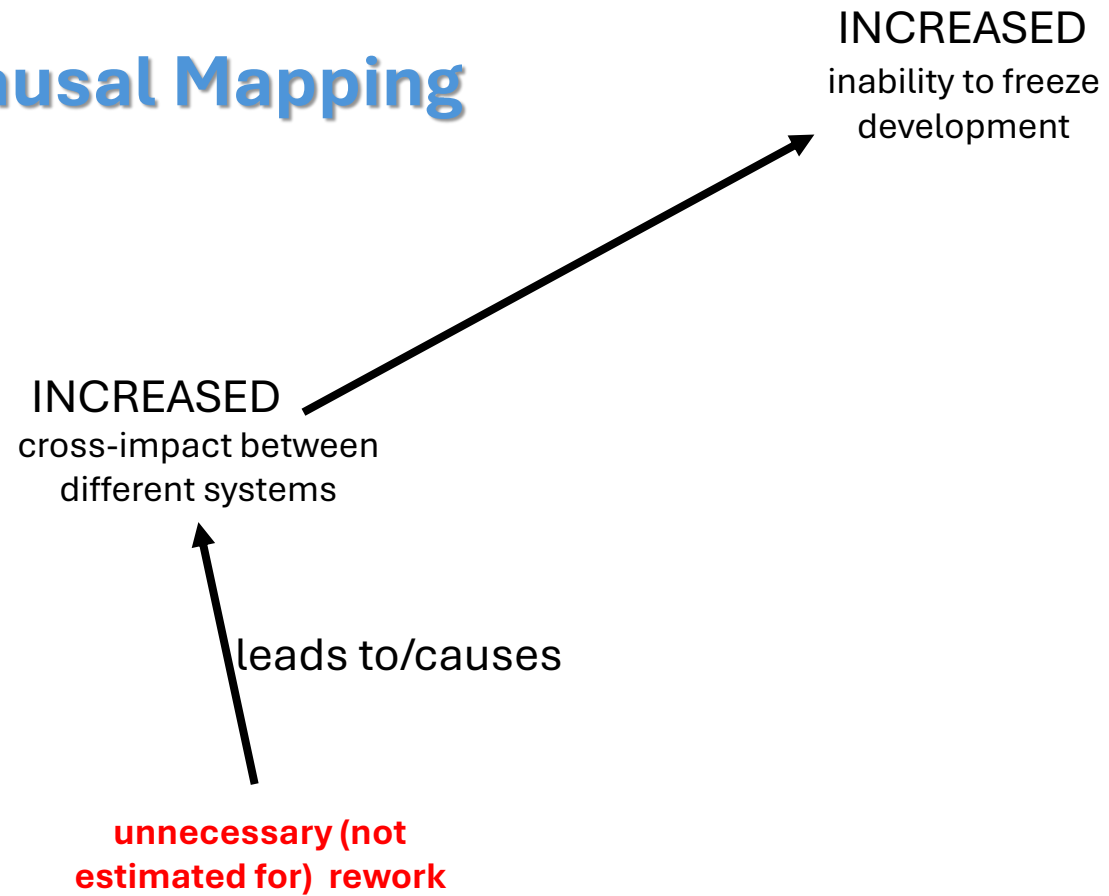 ausal Mapping
INCREASED
inability to freeze
development
INCREASED
cross-impact between
different systems
leads to/causes
unnecessary (not
estimated for) rework